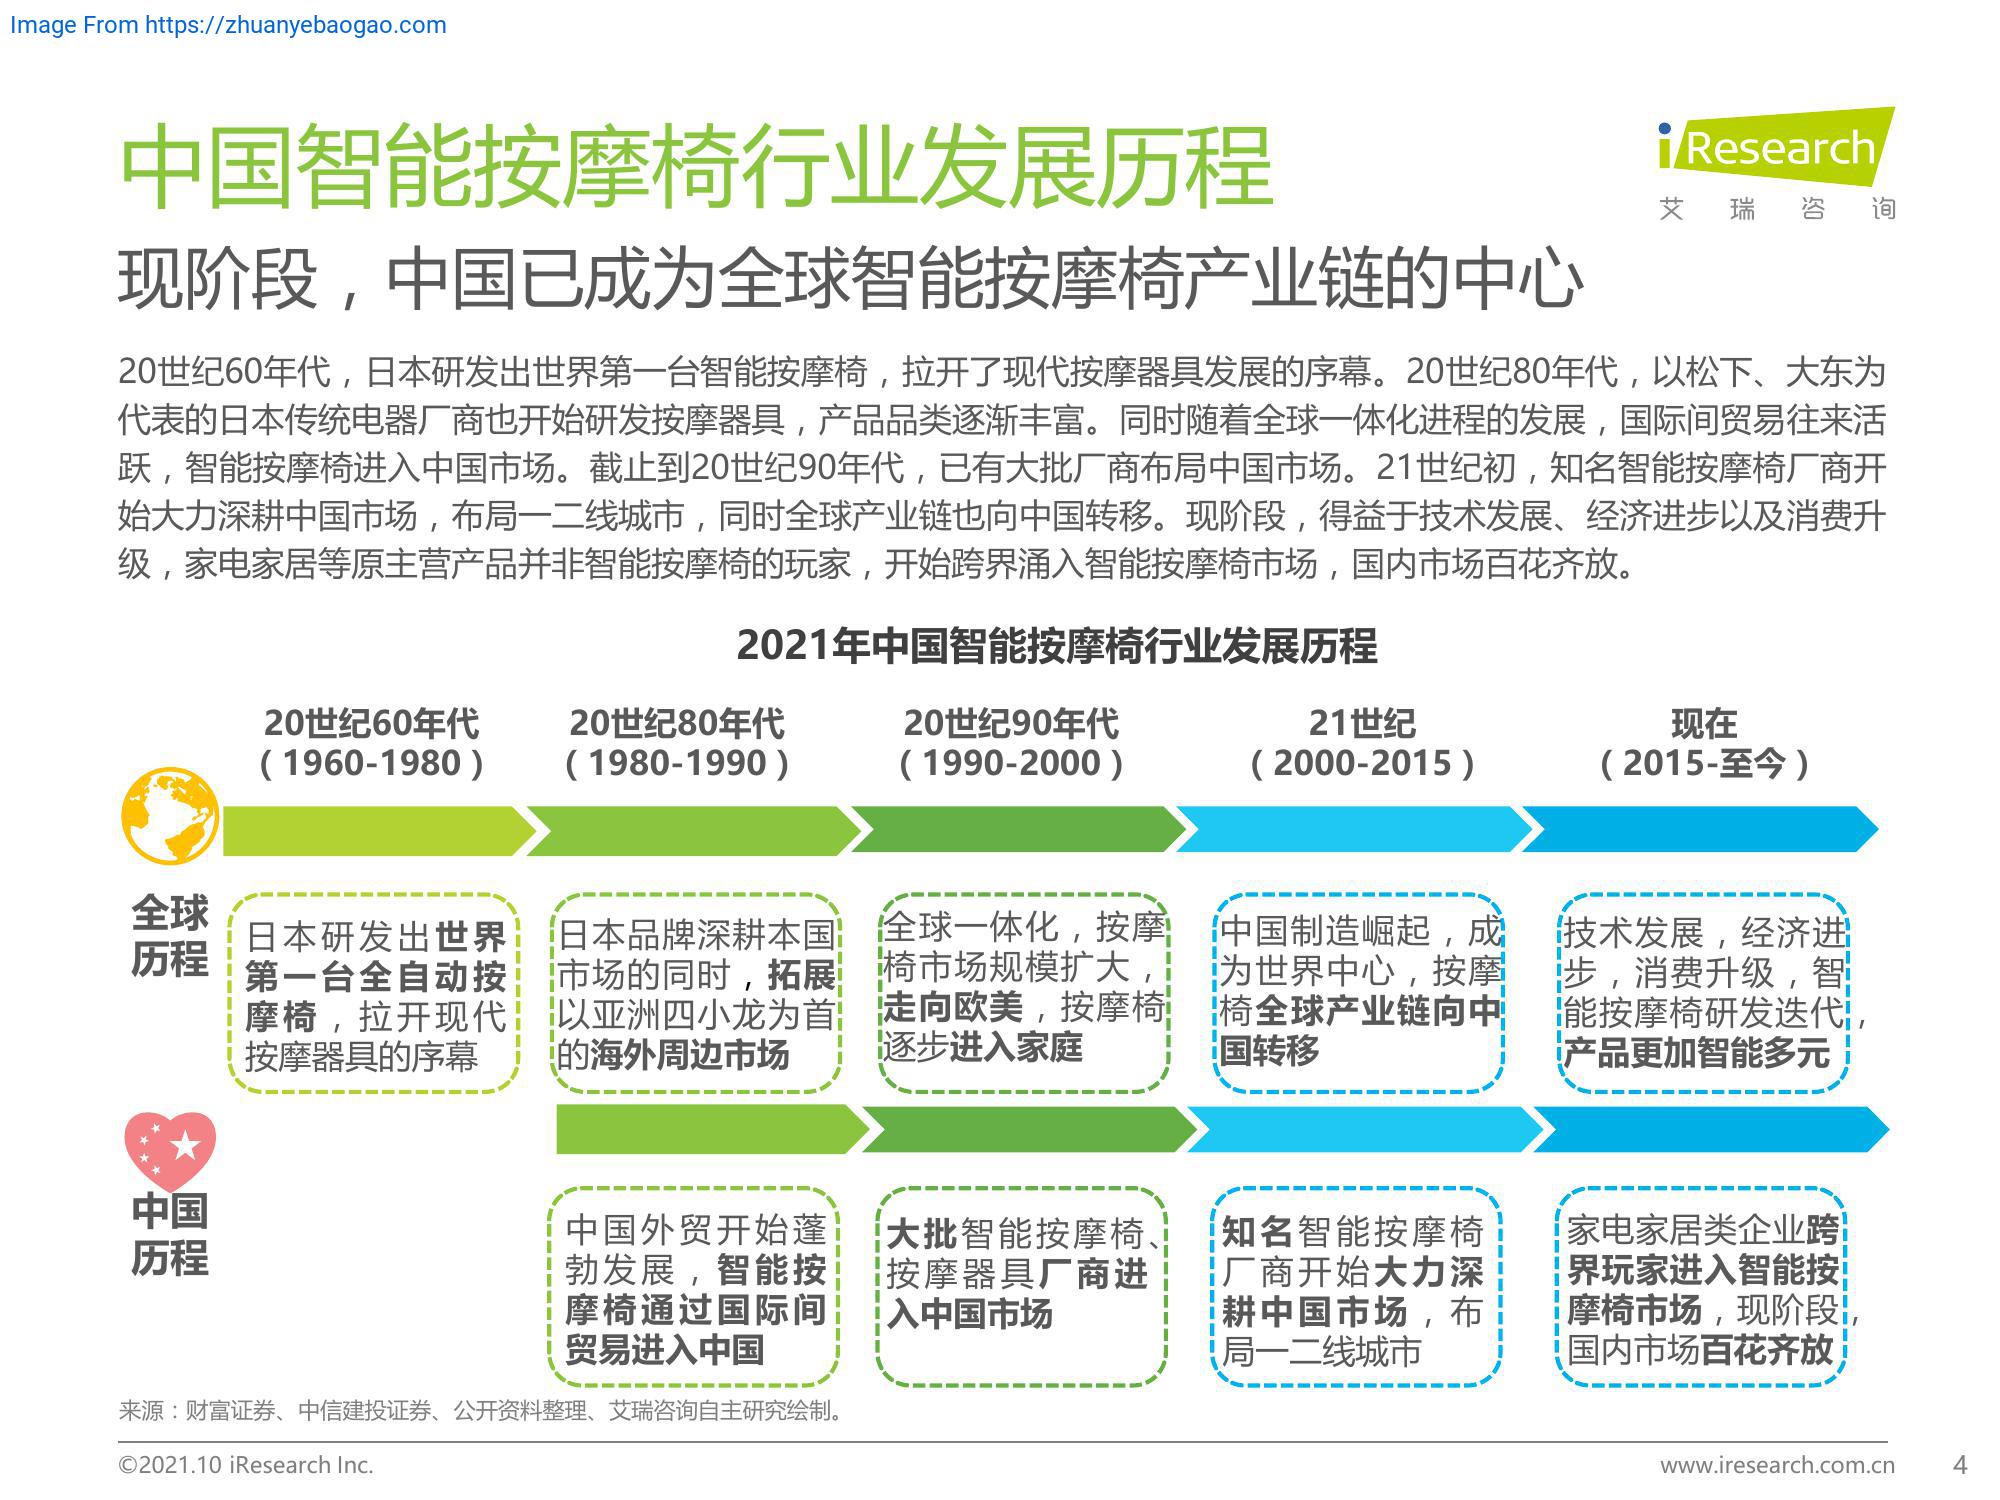 Image From https://zhuanyebaogao.com
中国智能按摩椅行业发展历程
iResearch
艾瑞咨询
现阶段，中国已成为全球智能按摩椅产业链的中心
20世纪60年代，日本研发出世界第一台智能按摩椅，拉开了现代按摩器具发展的序幕。20世纪80年代，以松下、大东为
代表的日本传统电器厂商也开始研发按摩器具，产品品类逐渐丰富。同时随着全球一体化进程的发展，国际间贸易往来活
跃，智能按摩椅进入中国市场。截止到20世纪90年代，已有大批厂商布局中国市场。21世纪初，知名智能按摩椅厂商开
始大力深耕中国市场，布局一二线城市，同时全球产业链也向中国转移。现阶段，得益于技术发展、经济进步以及消费升
级，家电家居等原主营产品并非智能按摩椅的玩家，开始跨界涌入智能按摩椅市场，国内市场百花齐放。
2021年中国智能按摩椅行业发展历程
20世纪60年代
（1960-1980）
20世纪80年代
（1980-1990）
20世纪90年代
（1990-2000）
21世纪
（2000-2015）
现在
（2015-至今）
全球
历程
日本研发出世界
第一台全自动按
摩椅，拉开现代
按摩器具的序幕
日本品牌深耕本国
市场的同时，拓展
以亚洲四小龙为首
的海外周边市场
全球一体化，按摩
椅市场规模扩大，
走向欧美，按摩椅
逐步进入家庭
中国制造崛起，成
为世界中心，按摩
椅全球产业链向中
国转移
技术发展，经济进
步，消费升级，智
能按摩椅研发迭代，
产品更加智能多元
中国
历程
中国外贸开始蓬
勃发展，智能按
摩椅通过国际间
贸易进入中国
大批智能按摩椅、
按摩器具厂商进
入中国市场
知名智能按摩椅
厂商开始大力深
耕中国市场，布
局一二线城市
家电家居类企业跨
界玩家进入智能按
摩椅市场，现阶段，
国内市场百花齐放
来源：财富证券、中信建投证券、公开资料整理、艾瑞咨询自主研究绘制。
©2021.10 iResearch Inc.
www.iresearch.com.cn
4